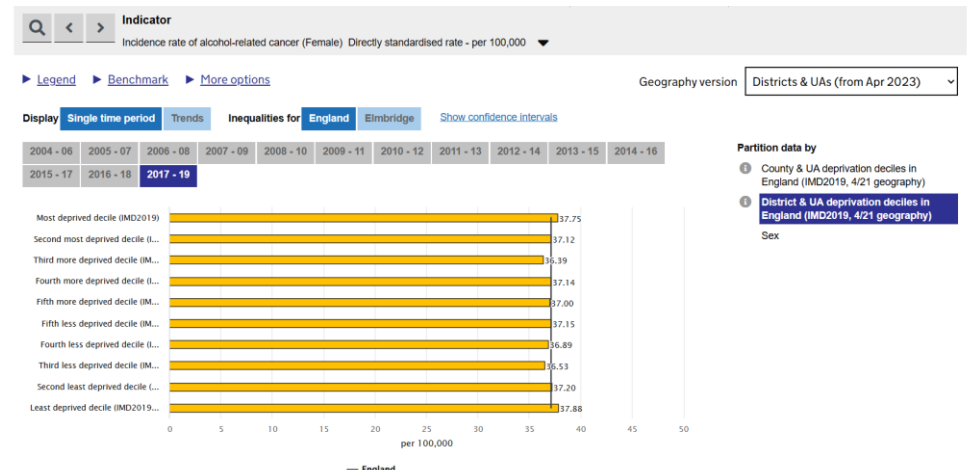 Indicator
Incidence rate of alcohol-related cancer (Female) Directly standardised rate - per 100,000
Legend Benchmark More options
Geography version Districts & UAs (from Apr 2023)
Display Single time period Trends Inequalities for England Elmbridge Show confidence intervals
2004 - 06 2005 - 07 2006 - 08 2007 - 09 2008 - 10 2009 - 11 2010 - 12 2011 - 13 2012 - 14 2013 - 15 2014 - 16
2015 - 17 2016 - 18 2017 - 19
Partition data by
County & UA deprivation deciles in
England (IMD2019, 4/21 geography)
District & UA deprivation deciles in
England (IMD2019, 4/21 geography)
Sex
Most deprived decile (IMD2019) 37.75
Second most deprived decile (I... 37.12
Third more deprived decile (IM... 36.39
Fourth more deprived decile (I... 37.14
Fifth more deprived decile (IM... 37.00
Fifth less deprived decile (IM... 37.15
Fourth less deprived decile (I... 36.89
Third less deprived decile (IM... 36.53
Second least deprived decile (... 37.20
Least deprived decile (IMD2019... 37.88
0 5 10 15 20 25 30 35 40 45 50
per 100,000
England